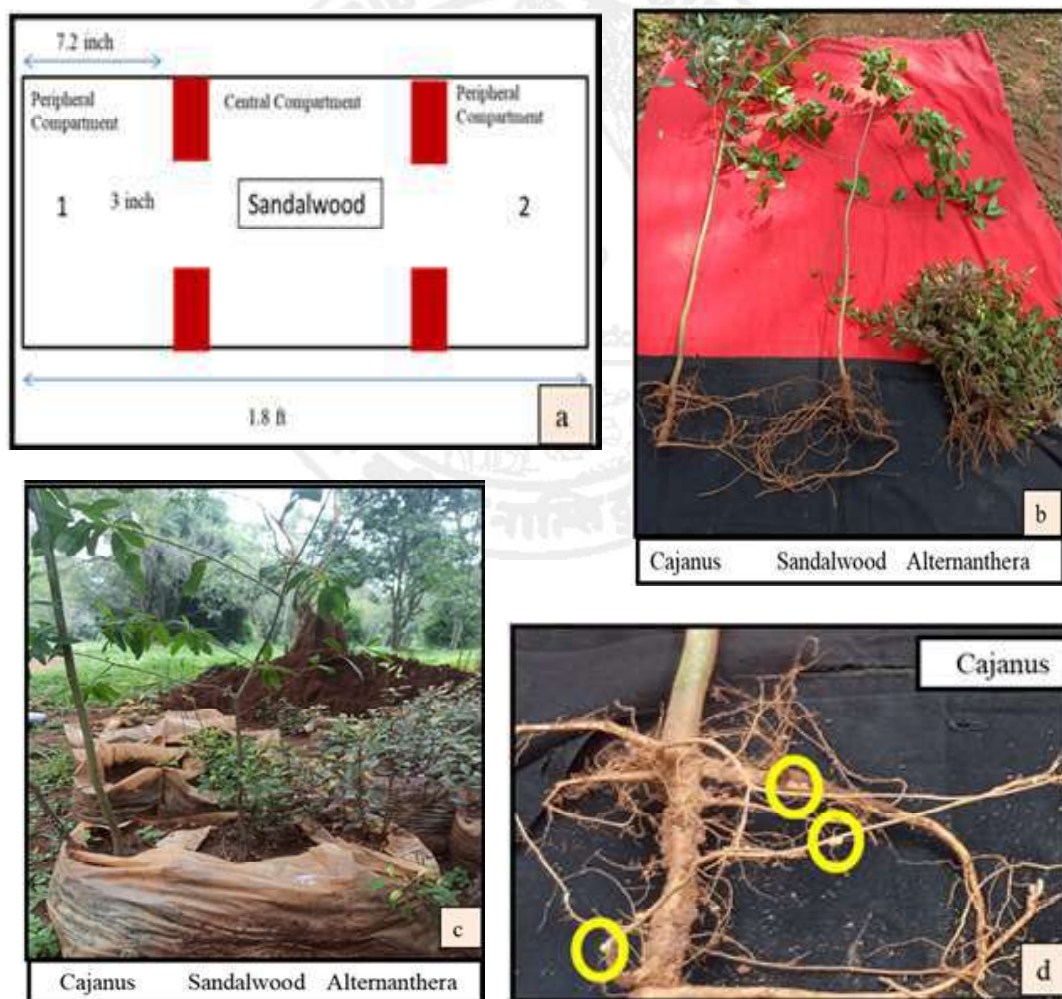 7.2 inch
Peripheral
Compartment
Central Compartment
Peripheral
Compartment
1
3 inch
Sandalwood
2
1.8 ft
a
b
Cajanus Sandalwood Alternanthera
c
Cajanus Sandalwood Alternanthera
Cajanus
d